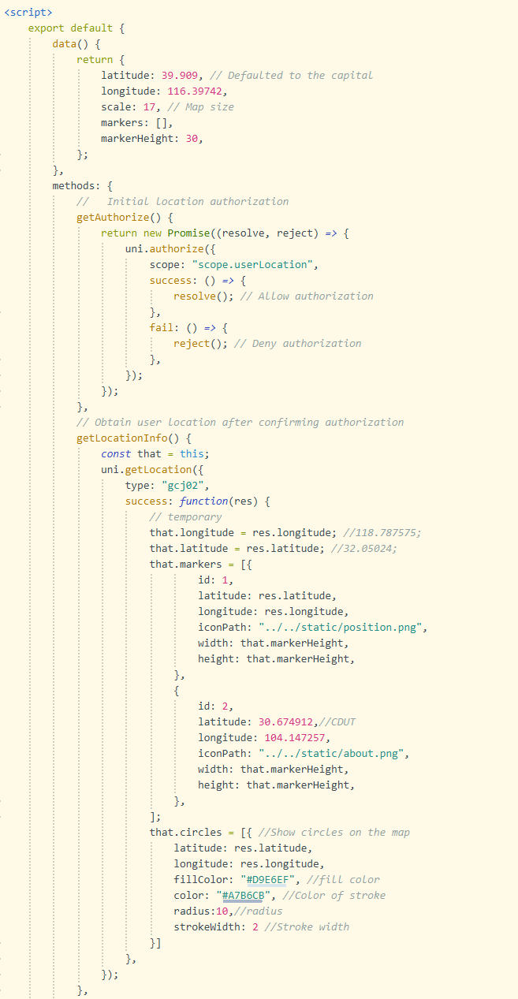 <script>
export default {
data() {
return {
latitude: 39.909, // Defaulted to the capital
longitude: 116.39742,
scale: 17, // Map size
markers: [],
markerHeight: 30,
};
},
methods: {
//   Initial location authorization
getAuthorize() {
return new Promise((resolve, reject) => {
uni.authorize({
scope: "scope.userLocation",
success: () => {
resolve(); // Allow authorization
},
fail: () => {
reject(); // Deny authorization
},
});
});
},
// Obtain user location after confirming authorization
getLocationInfo() {
const that = this;
uni.getLocation({
type: "gcj02",
success: function(res) {
// temporary
that.longitude = res.longitude; //118.787575;
that.latitude = res.latitude; //32.05024;
that.markers = [{
id: 1,
latitude: res.latitude,
longitude: res.longitude,
iconPath: "../../static/position.png",
width: that.markerHeight,
height: that.markerHeight,
},
{
id: 2,
latitude: 30.674912,//CDUT
longitude: 104.147257,
iconPath: "../../static/about.png",
width: that.markerHeight,
height: that.markerHeight,
},
];
that.circles = [{ //Show circles on the map
latitude: res.latitude,
longitude: res.longitude,
fillColor: "#D9E6EF", //fill color
color: "#A7B6CB", //Color of stroke
radius:10,//radius
strokeWidth: 2 //Stroke width
}]
},
});
},